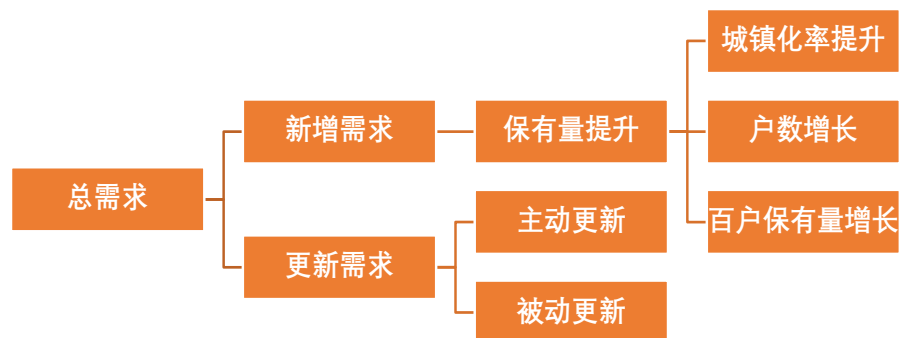 总需求
新增需求
保有量提升
城镇化率提升
户数增长
百户保有量增长
更新需求
主动更新
被动更新